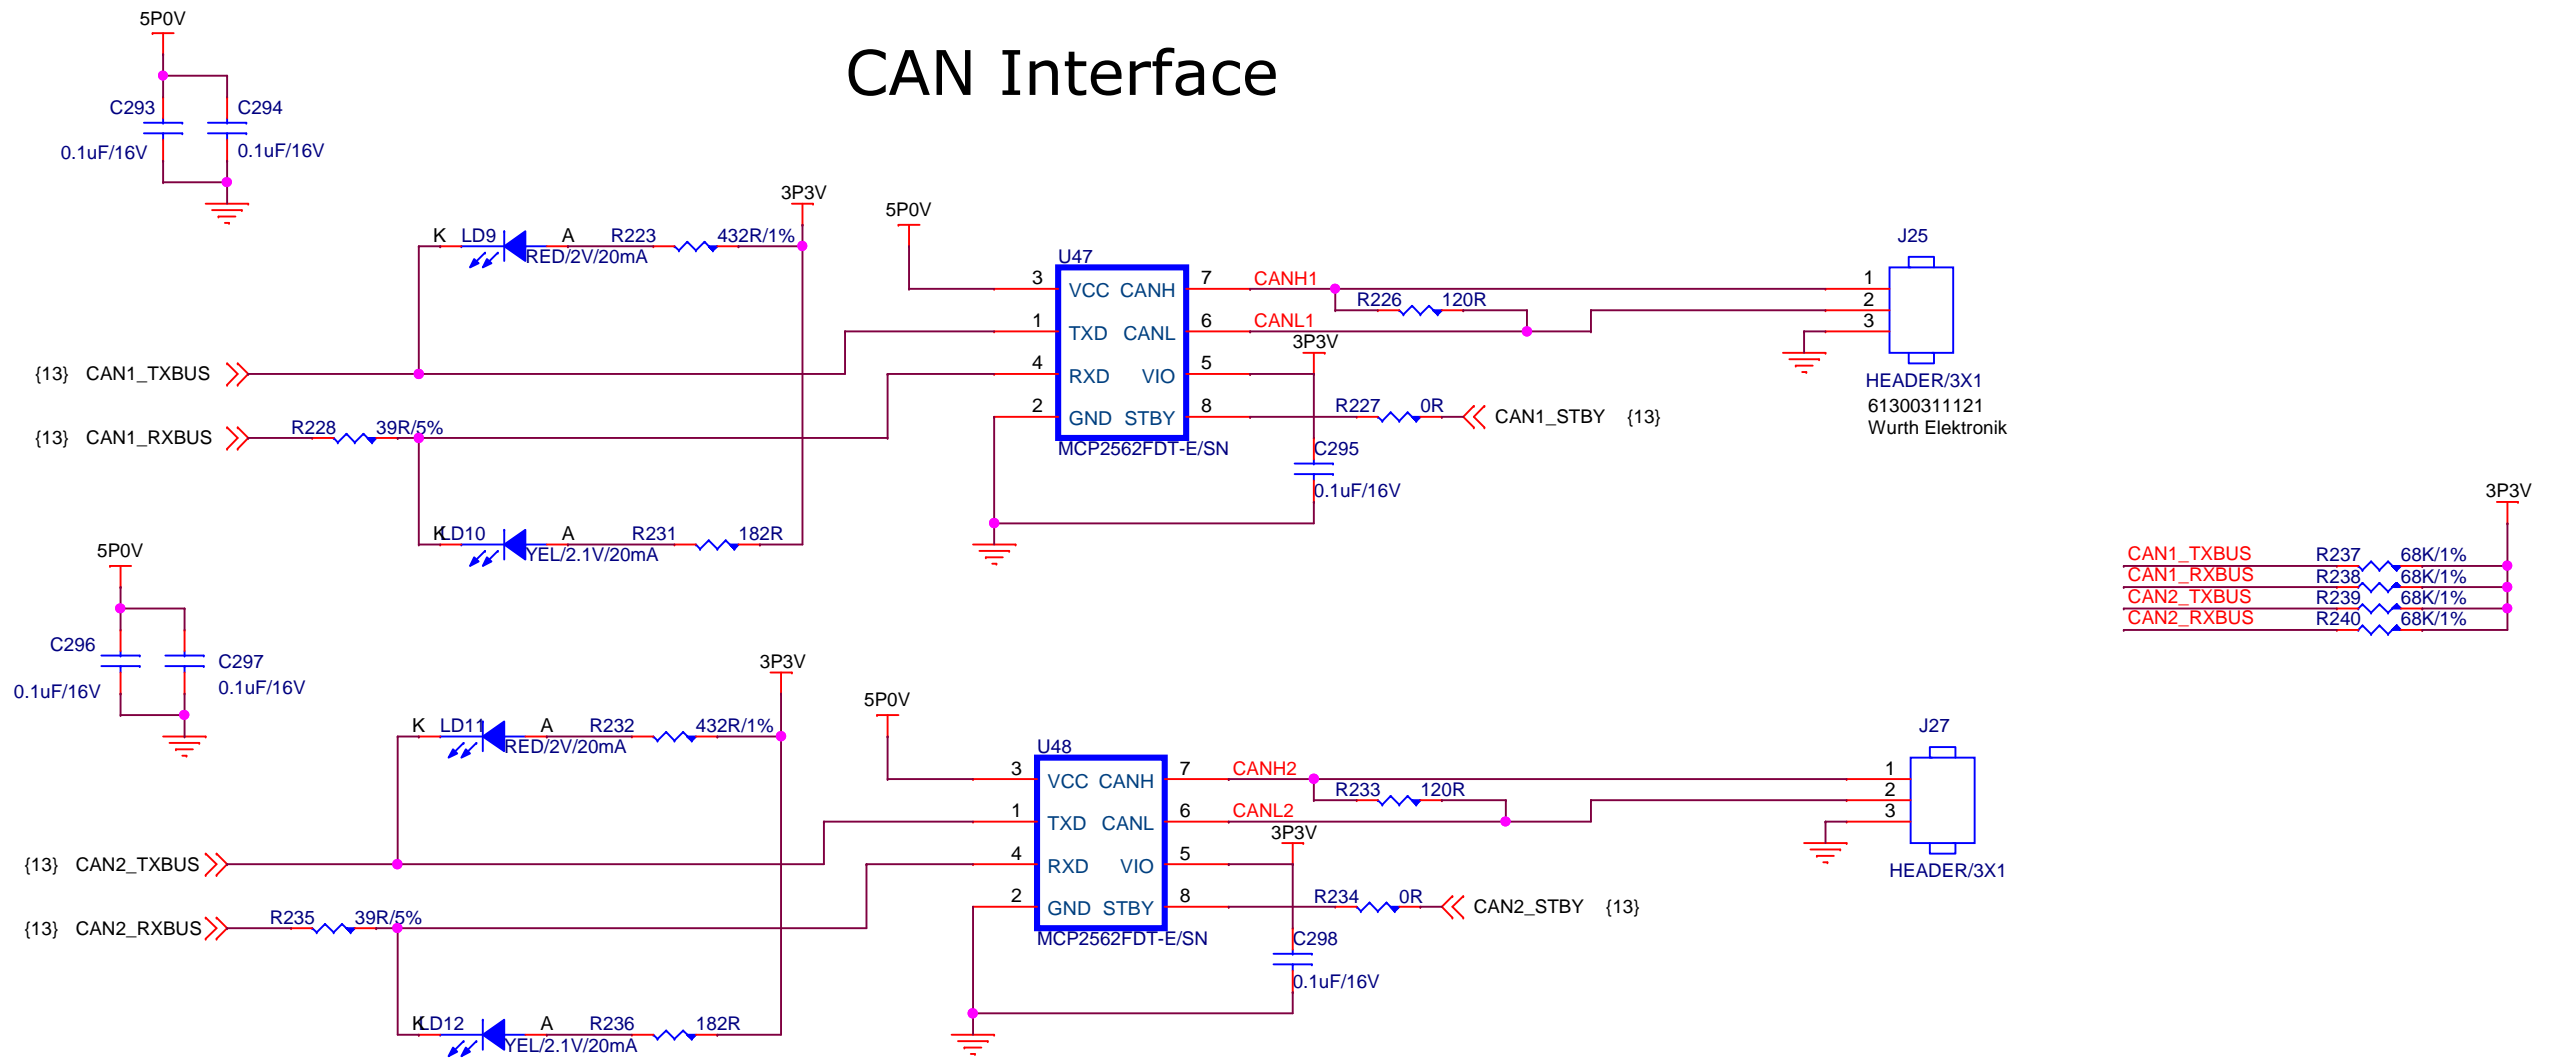 CAN Interface
5P0V
C293
C294
0.1uF/16V
0.1uF/16V
3P3V
K LD9 A R223 432R/1%
RED/2V/20mA
5P0V
U47
3 VCC CANH 7 CANH1
1 TXD CANL 6 CANL1
4 RXD VIO 5
2 GND STBY 8
MCP2562FDT-E/SN
R226 120R
3P3V
R227 0R
CAN1_STBY {13}
C295
0.1uF/16V
J25
1
2
3
HEADER/3X1
61300311121
Wurth Elektronik
{13} CAN1_TXBUS
{13} CAN1_RXBUS
R228 39R/5%
K LD10 A R231 182R
YEL/2.1V/20mA
3P3V
CAN1_TXBUS R237 68K/1%
CAN1_RXBUS R238 68K/1%
CAN2_TXBUS R239 68K/1%
CAN2_RXBUS R240 68K/1%
5P0V
C296
C297
0.1uF/16V
0.1uF/16V
3P3V
K LD11 A R232 432R/1%
RED/2V/20mA
5P0V
U48
3 VCC CANH 7 CANH2
1 TXD CANL 6 CANL2
4 RXD VIO 5
2 GND STBY 8
MCP2562FDT-E/SN
R233 120R
3P3V
R234 0R
CAN2_STBY {13}
C298
0.1uF/16V
J27
1
2
3
HEADER/3X1
{13} CAN2_TXBUS
{13} CAN2_RXBUS
R235 39R/5%
K LD12 A R236 182R
YEL/2.1V/20mA